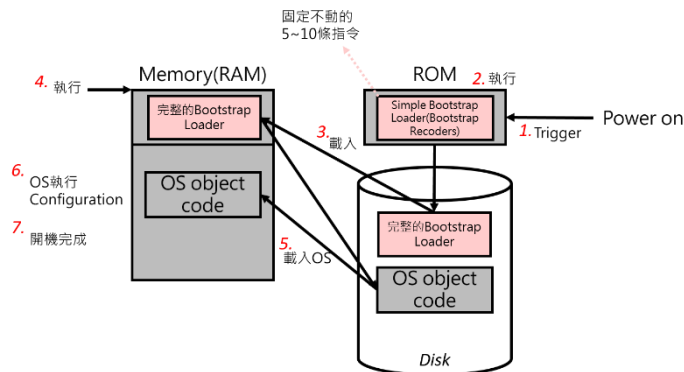 固定不動的
5~10條指令
Memory(RAM)
ROM
4. 執行
2. 執行
完整的Bootstrap
Loader
Simple Bootstrap
Loader(Bootstrap
Recoders)
Power on
1. Trigger
3. 載入
6. OS執行
Configuration
OS object
code
7. 開機完成
5. 載入OS
完整的Bootstrap
Loader
OS object
code
Disk